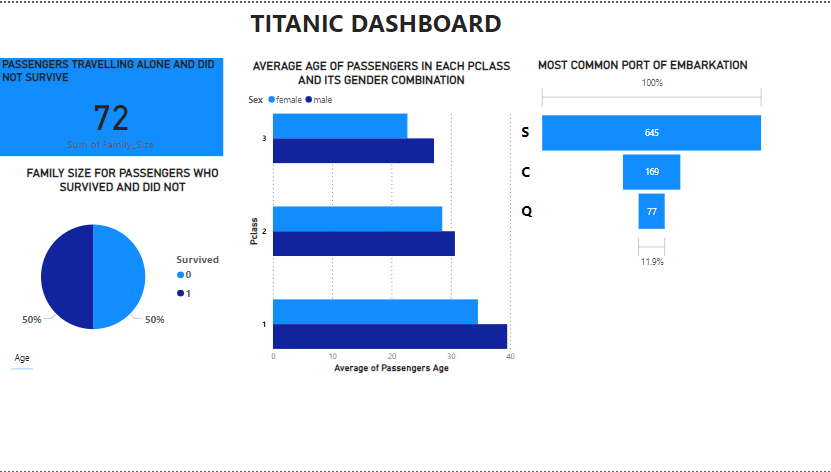 TITANIC DASHBOARD
PASSENGERS TRAVELLING ALONE AND DID
NOT SURVIVE
72
Sum of Family_Size
FAMILY SIZE FOR PASSENGERS WHO
SURVIVED AND DID NOT
Survived
0
1
50%
50%
Age
AVERAGE AGE OF PASSENGERS IN EACH PCLASS
AND ITS GENDER COMBINATION
Sex female male
Pclass
3
2
1
0 10 20 30 40
Average of Passengers Age
MOST COMMON PORT OF EMBARKATION
100%
S 645
C 169
Q 77
11.9%